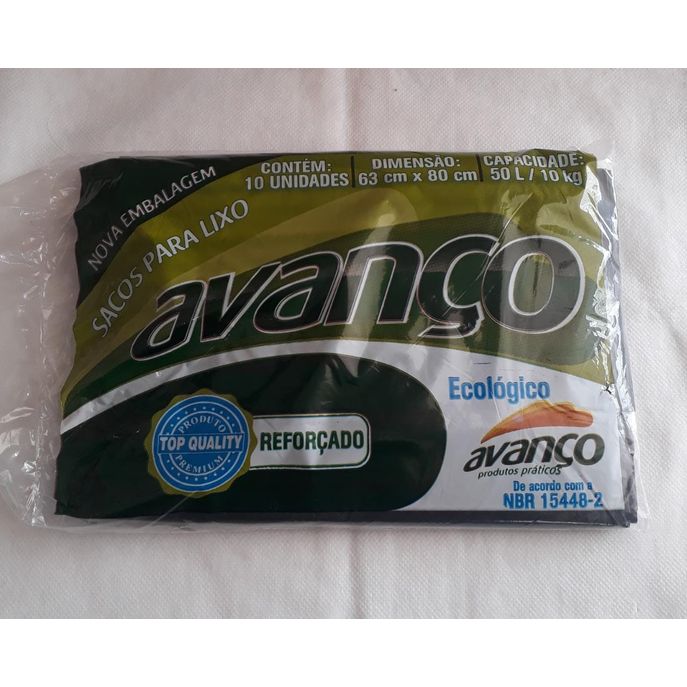 NOVA EMBALAGEM
SACOS PARA LIXO
CONTÉM:
10 UNIDADES
DIMENSÃO:
63 cm x 80 cm
CAPACIDADE:
50 L / 10 kg
avanço
PRODUTO
TOP QUALITY
PREMIUM
REFORÇADO
Ecológico
avanço
produtos práticos
De acordo com a
NBR 15448-2